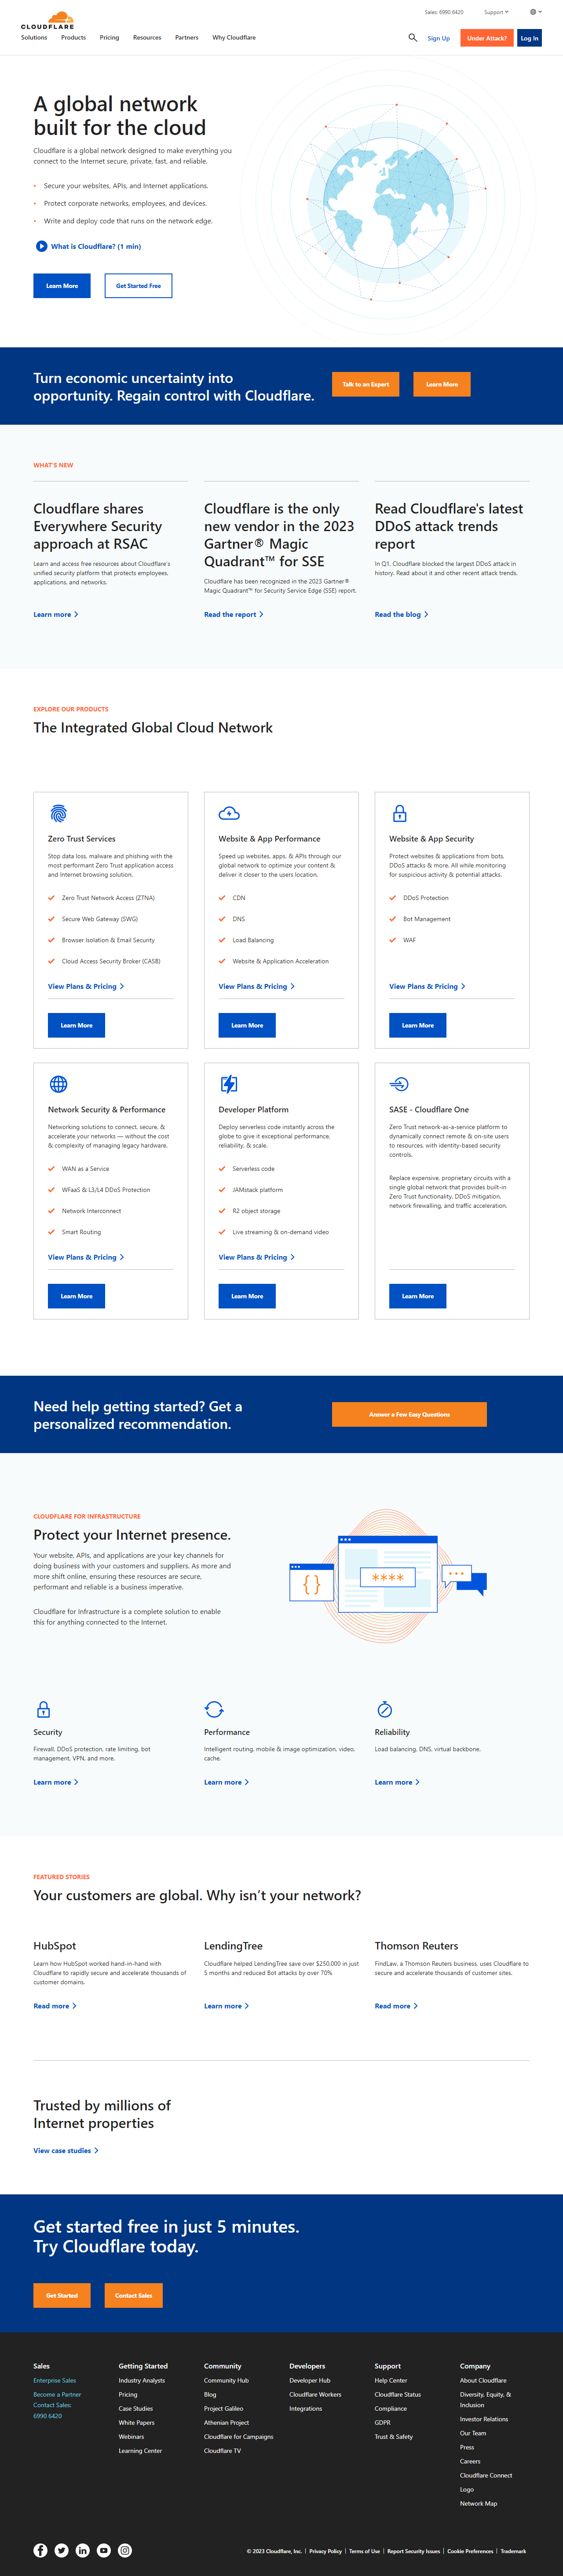 Sales: 6990 6420
Support
CLOUDFLARE
Solutions Products Pricing Resources Partners Why Cloudflare
Sign Up
Under Attack?
Log In
A global network
built for the cloud
Cloudflare is a global network designed to make everything you
connect to the Internet secure, private, fast, and reliable.
Secure your websites, APIs, and Internet applications.
Protect corporate networks, employees, and devices.
Write and deploy code that runs on the network edge.
What is Cloudflare? (1 min)
Learn More
Get Started Free
Turn economic uncertainty into
opportunity. Regain control with Cloudflare.
Talk to an Expert
Learn More
WHAT'S NEW
Cloudflare shares
Everywhere Security
approach at RSAC
Learn and access free resources about Cloudflare's
unified security platform that protects employees,
applications, and networks.
Learn more
Cloudflare is the only
new vendor in the 2023
Gartner® Magic
Quadrant™ for SSE
Cloudflare has been recognized in the 2023 Gartner®
Magic Quadrant™ for Security Service Edge (SSE) report.
Read the report
Read Cloudflare's latest
DDoS attack trends
report
In Q1, Cloudflare blocked the largest DDoS attack in
history. Read about it and other recent attack trends.
Read the blog
EXPLORE OUR PRODUCTS
The Integrated Global Cloud Network
Zero Trust Services
Stop data loss, malware and phishing with the
most performant Zero Trust application access
and Internet browsing solution.
Zero Trust Network Access (ZTNA)
Secure Web Gateway (SWG)
Browser Isolation & Email Security
Cloud Access Security Broker (CASB)
View Plans & Pricing
Learn More
Website & App Performance
Speed up websites, apps, & APIs through our
global network to optimize your content &
deliver it closer to the users location.
CDN
DNS
Load Balancing
Website & Application Acceleration
View Plans & Pricing
Learn More
Website & App Security
Protect websites & applications from bots,
DDoS attacks & more. All while monitoring
for suspicious activity & potential attacks.
DDoS Protection
Bot Management
WAF
View Plans & Pricing
Learn More
Network Security & Performance
Networking solutions to connect, secure, &
accelerate your networks — without the cost
& complexity of managing legacy hardware.
WAN as a Service
WFaaS & L3/L4 DDoS Protection
Network Interconnect
Smart Routing
View Plans & Pricing
Learn More
Developer Platform
Deploy serverless code instantly across the
globe to give it exceptional performance,
reliability, & scale.
Serverless code
JAMstack platform
R2 object storage
Live streaming & on-demand video
View Plans & Pricing
Learn More
SASE - Cloudflare One
Zero Trust network-as-a-service platform to
dynamically connect remote & on-site users
to resources, with identity-based security
controls.
Replace expensive, proprietary circuits with a
single global network that provides built-in
Zero Trust functionality, DDoS mitigation,
network firewalling, and traffic acceleration.
Learn More
Need help getting started? Get a
personalized recommendation.
Answer a Few Easy Questions
CLOUDFLARE FOR INFRASTRUCTURE
Protect your Internet presence.
Your website, APIs, and applications are your key channels for
doing business with your customers and suppliers. As more and
more shift online, ensuring these resources are secure,
performant and reliable is a business imperative.
Cloudflare for Infrastructure is a complete solution to enable
this for anything connected to the Internet.
{ }
****
Security
Firewall, DDoS protection, rate limiting, bot
management, VPN, and more.
Learn more
Performance
Intelligent routing, mobile & image optimization, video,
cache.
Learn more
Reliability
Load balancing, DNS, virtual backbone.
Learn more
FEATURED STORIES
Your customers are global. Why isn't your network?
HubSpot
Learn how HubSpot worked hand-in-hand with
Cloudflare to rapidly secure and accelerate thousands of
customer domains.
Read more
LendingTree
Cloudflare helped LendingTree save over $250,000 in just
5 months and reduced Bot attacks by over 70%
Learn more
Thomson Reuters
FindLaw, a Thomson Reuters business, uses Cloudflare to
secure and accelerate thousands of customer sites.
Read more
Trusted by millions of
Internet properties
View case studies
Get started free in just 5 minutes.
Try Cloudflare today.
Get Started
Contact Sales
Sales
Enterprise Sales
Become a Partner
Contact Sales:
6990 6420
Getting Started
Industry Analysts
Pricing
Case Studies
White Papers
Webinars
Learning Center
Community
Community Hub
Blog
Project Galileo
Athenian Project
Cloudflare for Campaigns
Cloudflare TV
Developers
Developer Hub
Cloudflare Workers
Integrations
Support
Help Center
Cloudflare Status
Compliance
GDPR
Trust & Safety
Company
About Cloudflare
Diversity, Equity, &
Inclusion
Investor Relations
Our Team
Press
Careers
Cloudflare Connect
Logo
Network Map
© 2023 Cloudflare, Inc. | Privacy Policy | Terms of Use | Report Security Issues | Cookie Preferences | Trademark